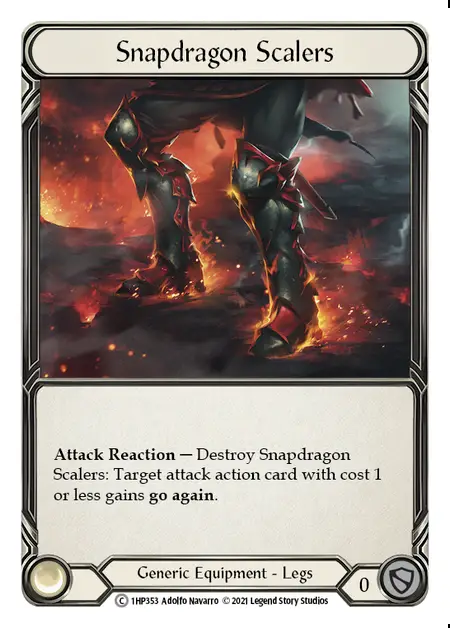 Snapdragon Scalers
Attack Reaction — Destroy Snapdragon
Scalers: Target attack action card with cost 1
or less gains go again.
Generic Equipment - Legs
0
C 1HP353 Adolfo Navarro © 2021 Legend Story Studios